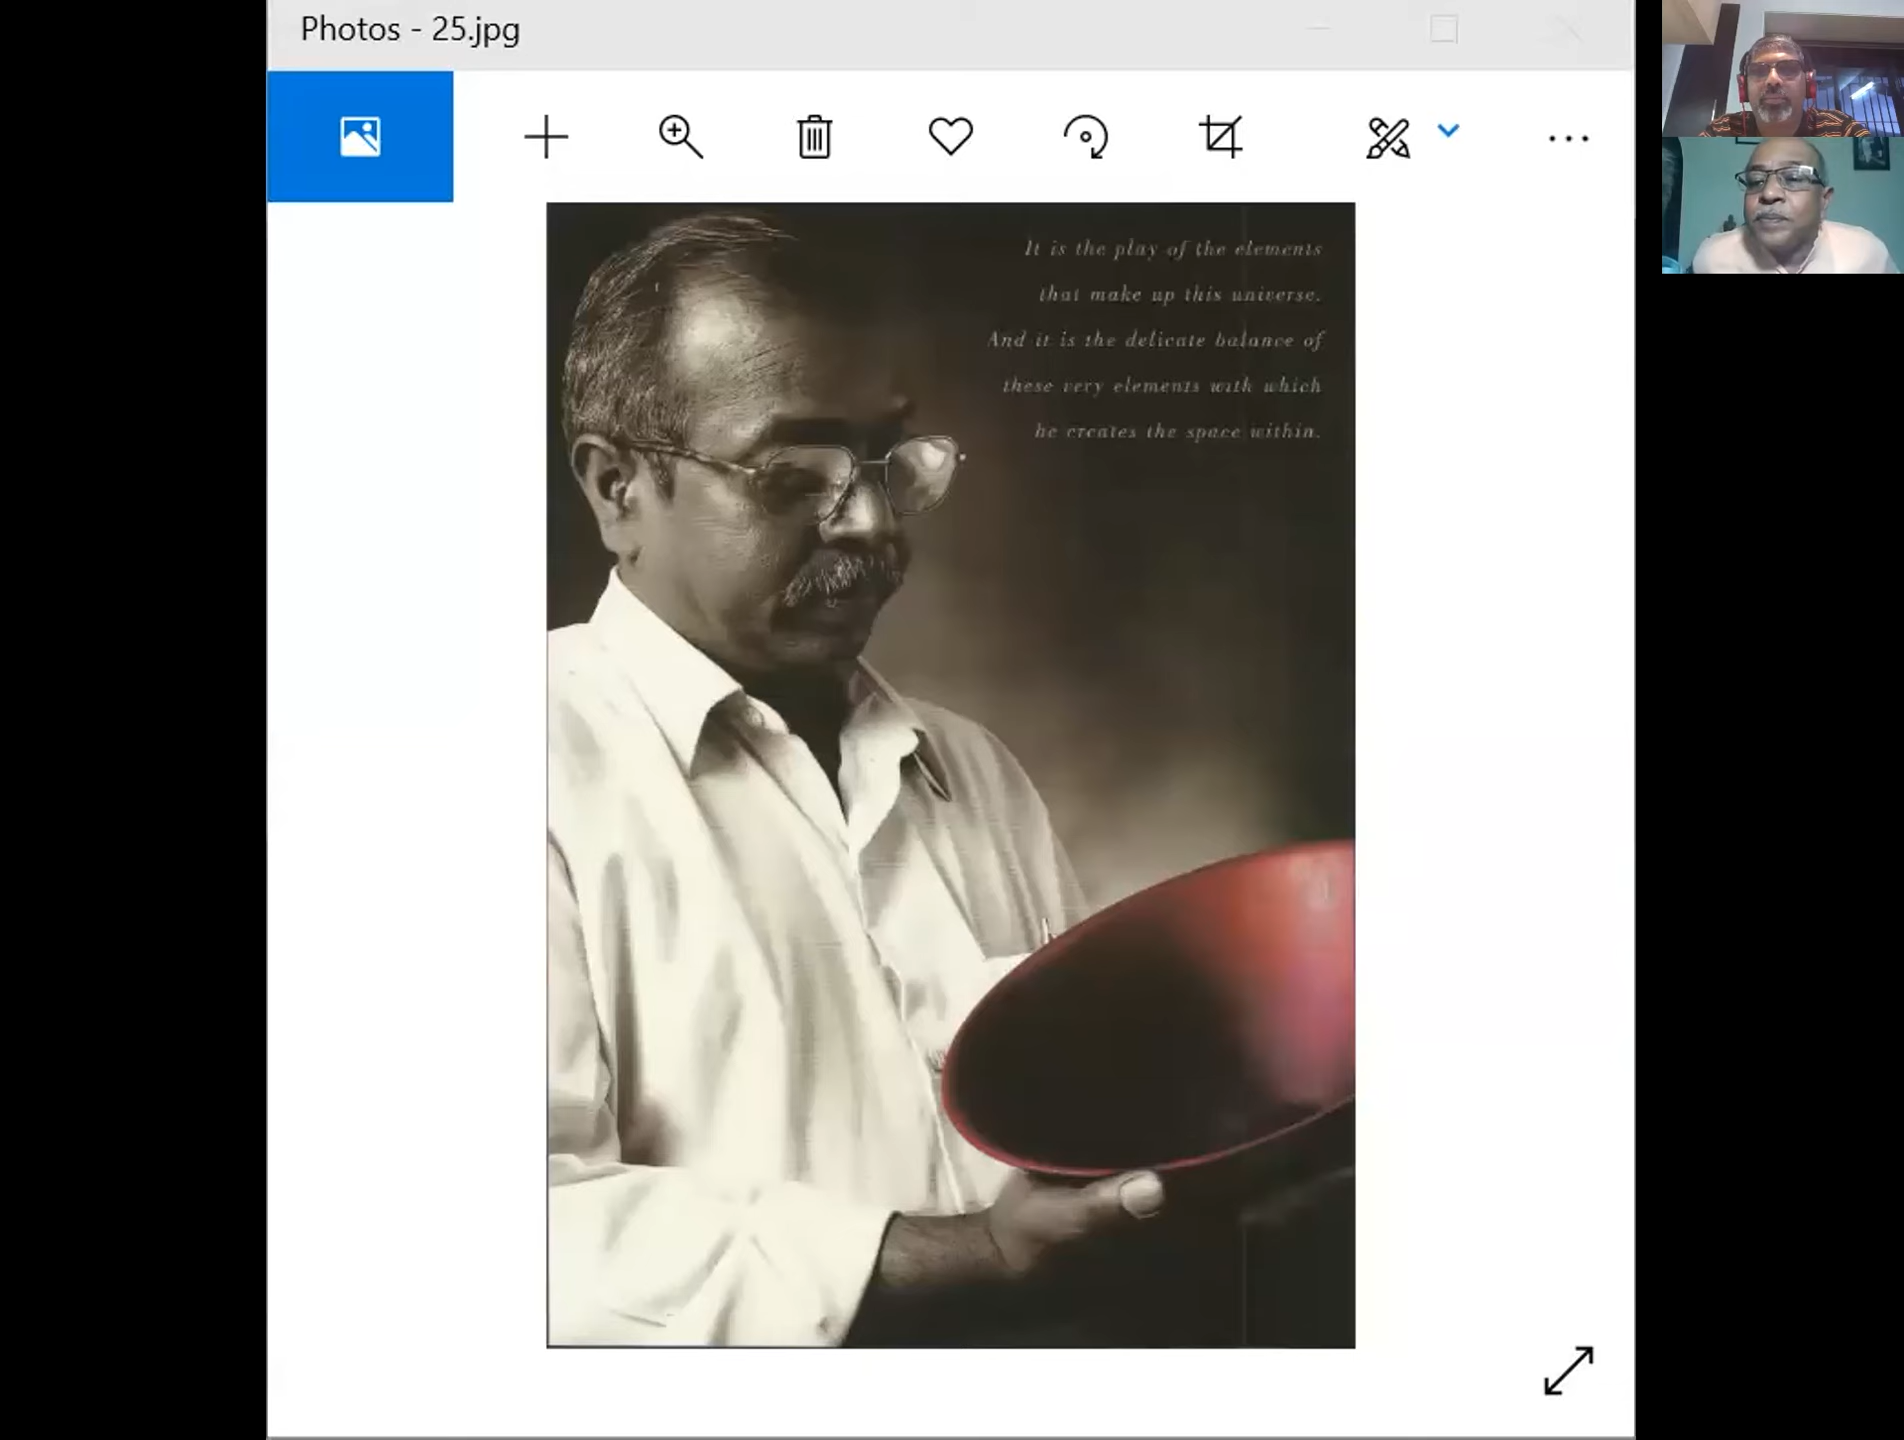 Photos - 25.jpg
It is the play of the elements
that make up this universe.
And it is the delicate balance of
these very elements with which
he creates the space within.